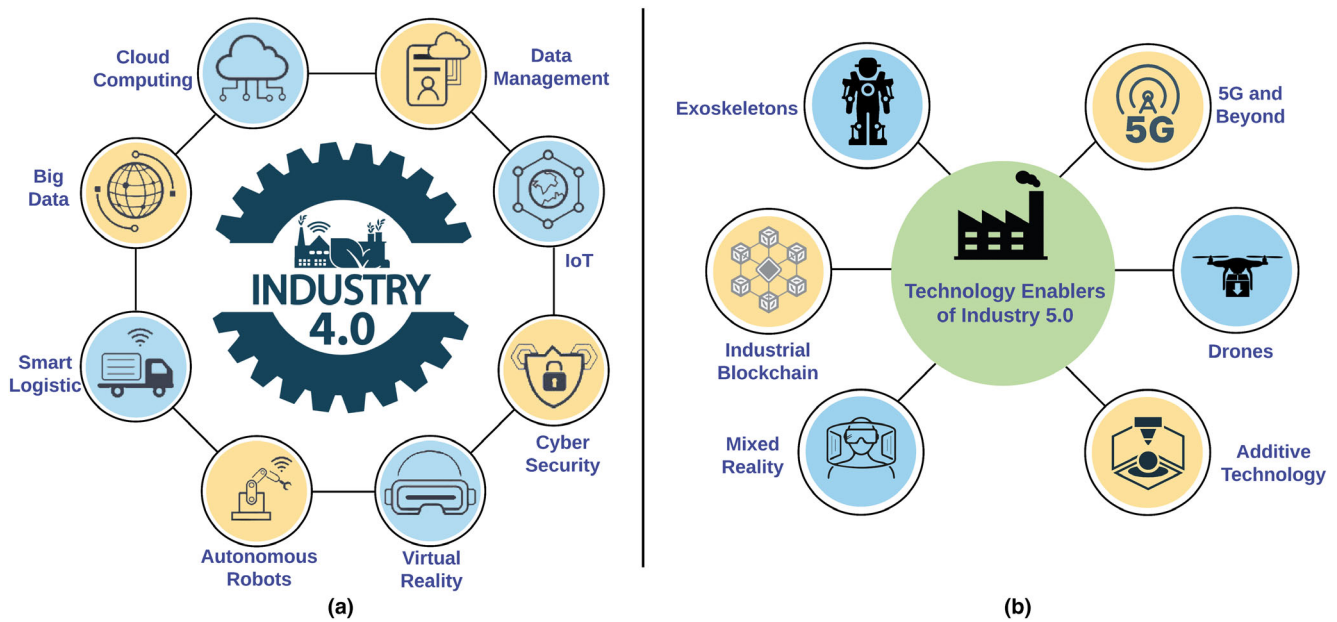 Cloud
Computing
Data
Management
Big
Data
IoT
INDUSTRY
4.0
Smart
Logistic
Cyber
Security
Autonomous
Robots
Virtual
Reality
(a)
Exoskeletons
5G and
Beyond
5G
Technology Enablers
of Industry 5.0
Industrial
Blockchain
Drones
Mixed
Reality
Additive
Technology
(b)